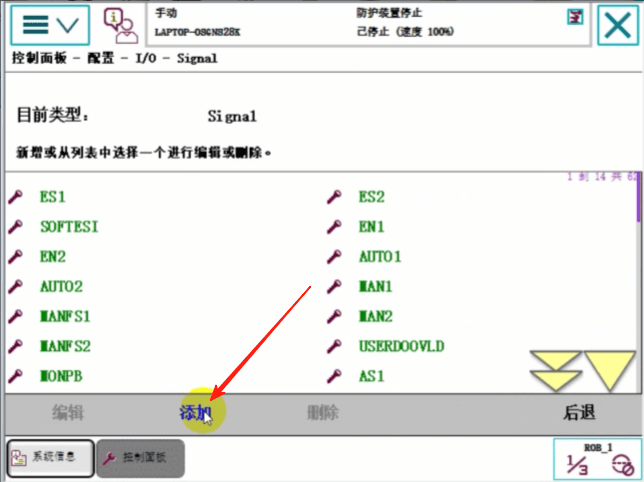 手动
LAPTOP-OSGNS28K
防护装置停止
己停止 (速度 100%)
控制面板 - 配置 - I/O - Signal
目前类型: Signal
新增或从列表中选择一个进行编辑或删除。
1 到 14 共 62
ES1 ES2
SOFTESI EN1
EN2 AUTO1
AUTO2 MAN1
MANFS1 MAN2
MANFS2 USERDOOVLD
MONPB AS1
编辑 添加 删除 后退
系统信息 控制面板
ROB_1
1/3